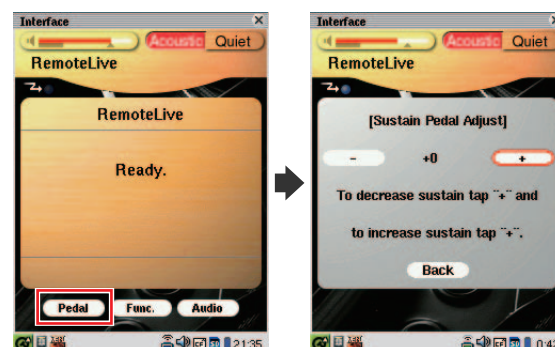 Interface ×
Acoustic Quiet
RemoteLive
RemoteLive
Ready.
Pedal Func. Audio
21:35
Interface
Acoustic Quiet
RemoteLive
[Sustain Pedal Adjust]
- +0 +
To decrease sustain tap "+" and
to increase sustain tap "+".
Back